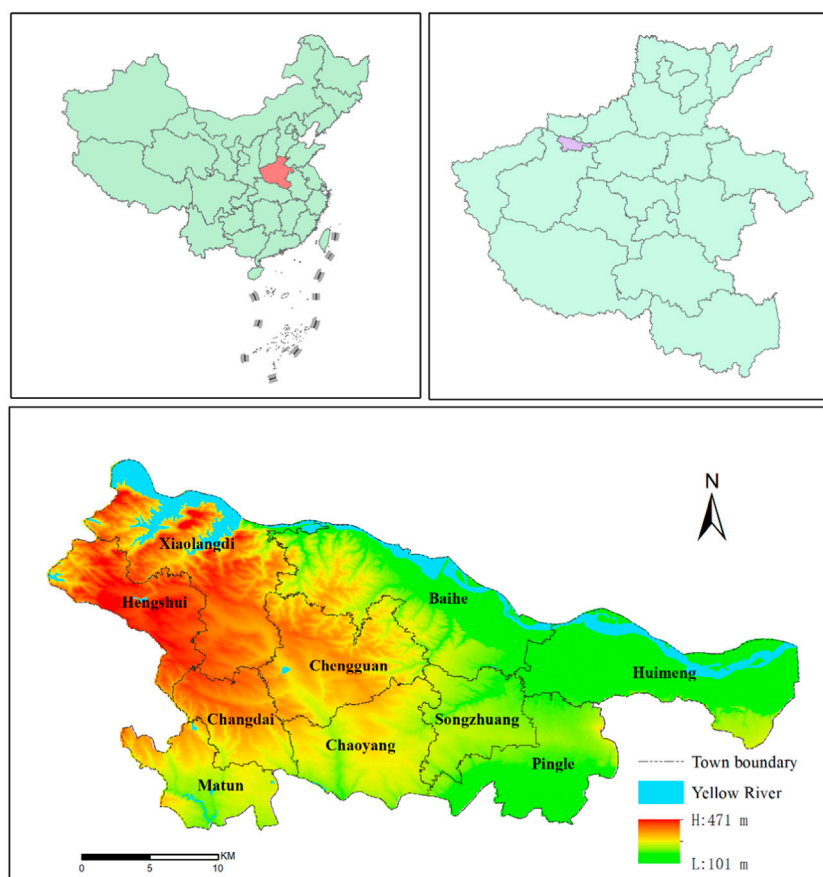 N
Xiaolangdi
Hengshui
Baihe
Chengguan
Huimeng
Changdai
Songzhuang
Chaoyang
Pingle
Matun
Town boundary
Yellow River
H:471 m
L:101 m
KM
0 5 10